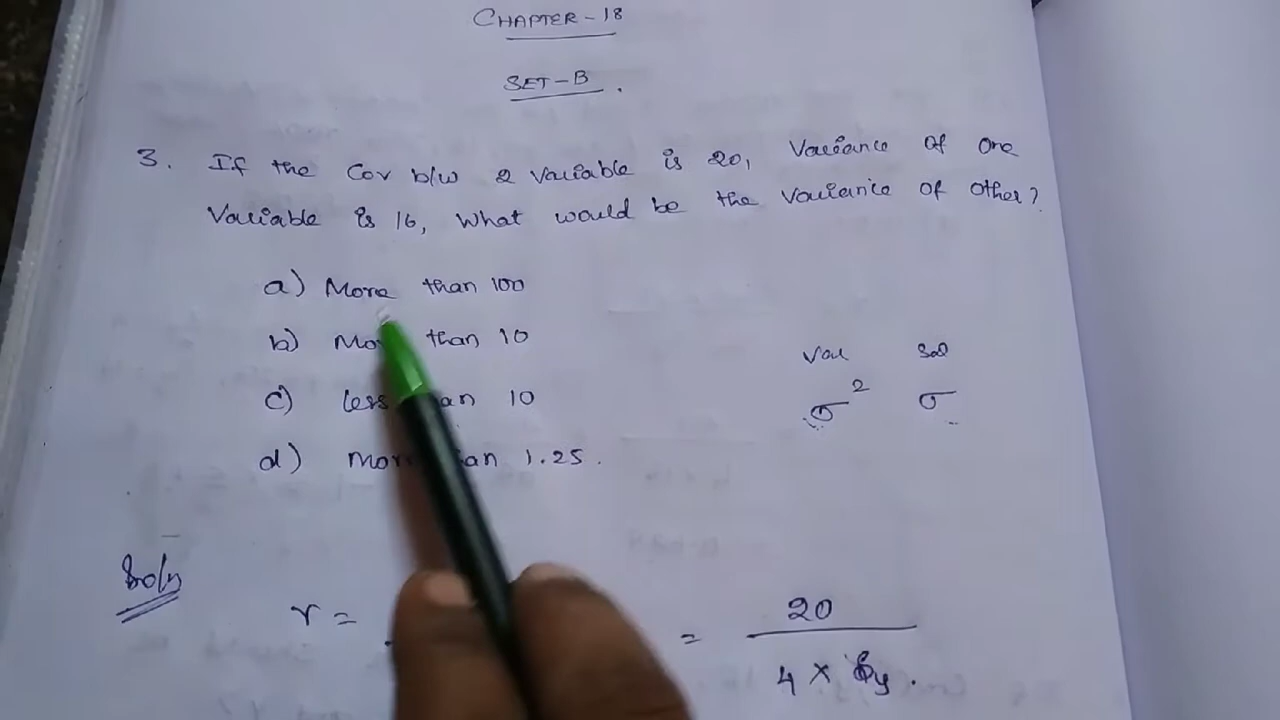 CHAPTER-18
SET-B.
3. If the Cov b/w 2 variable is 20, Variance of one
Variable is 16, What would be the variance of other?
a) More than 100
b) than 10
c) less 10
d) 1.25.
Var
σ² σ
Soln
r = = 20
4 × Sy.